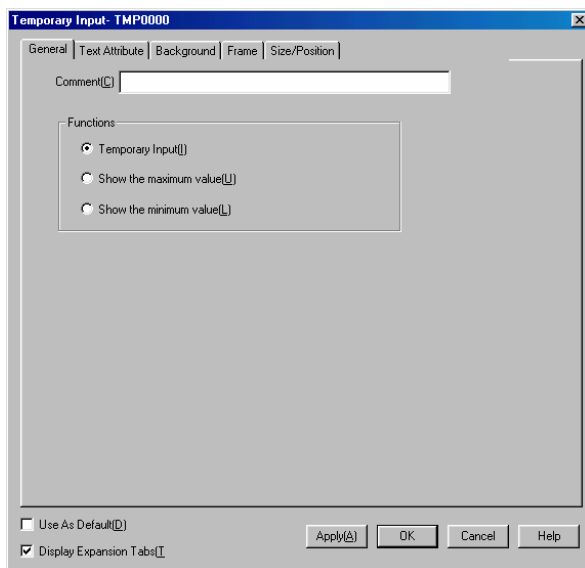 Temporary Input- TMP0000
General Text Attribute Background Frame Size/Position
Comment(C)
Functions
Temporary Input(I)
Show the maximum value(U)
Show the minimum value(L)
Use As Default(D)
Display Expansion Tabs(T
Apply(A) OK Cancel Help